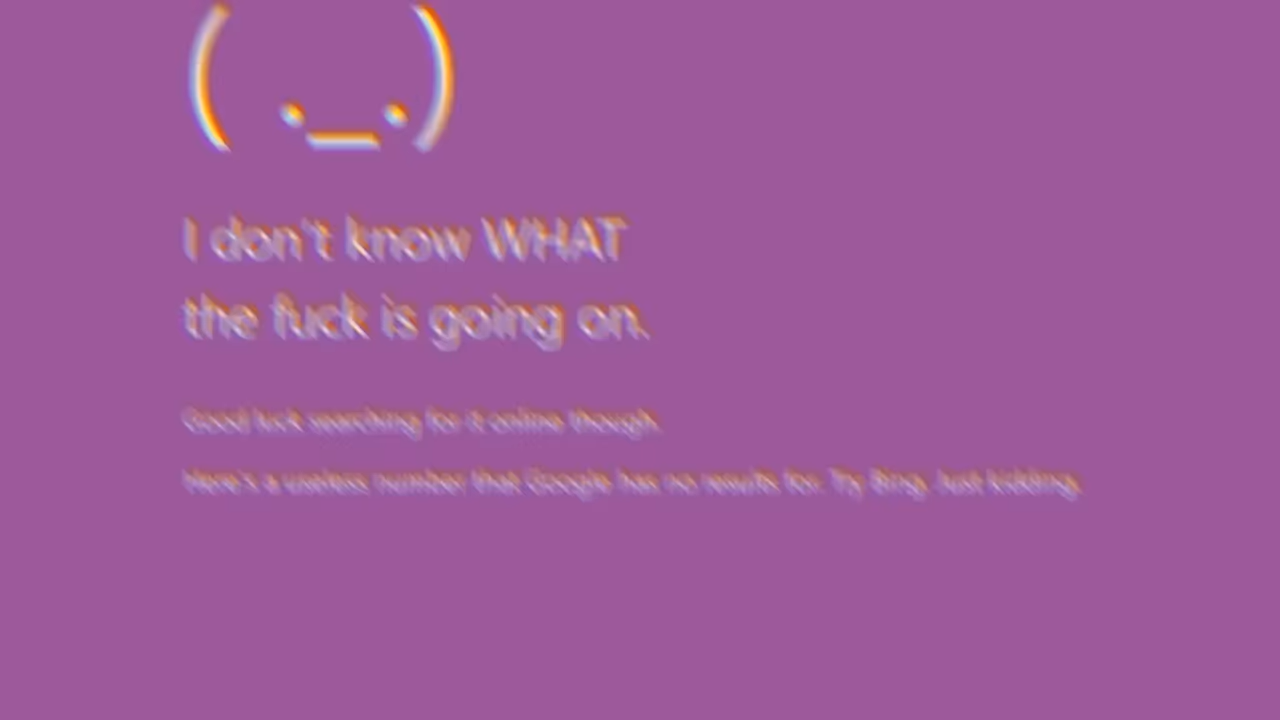 ( ._.)
I don't know WHAT
the fuck is going on.
Good luck searching for it online though.
Here's a useless number that Google has no results for. Try Bing. Just kidding.